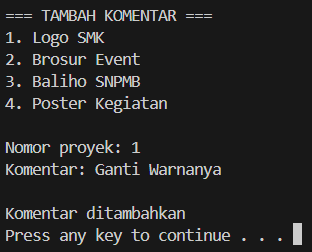 === TAMBAH KOMENTAR ===
1. Logo SMK
2. Brosur Event
3. Baliho SNPMB
4. Poster Kegiatan
Nomor proyek: 1
Komentar: Ganti Warnanya
Komentar ditambahkan
Press any key to continue . . .